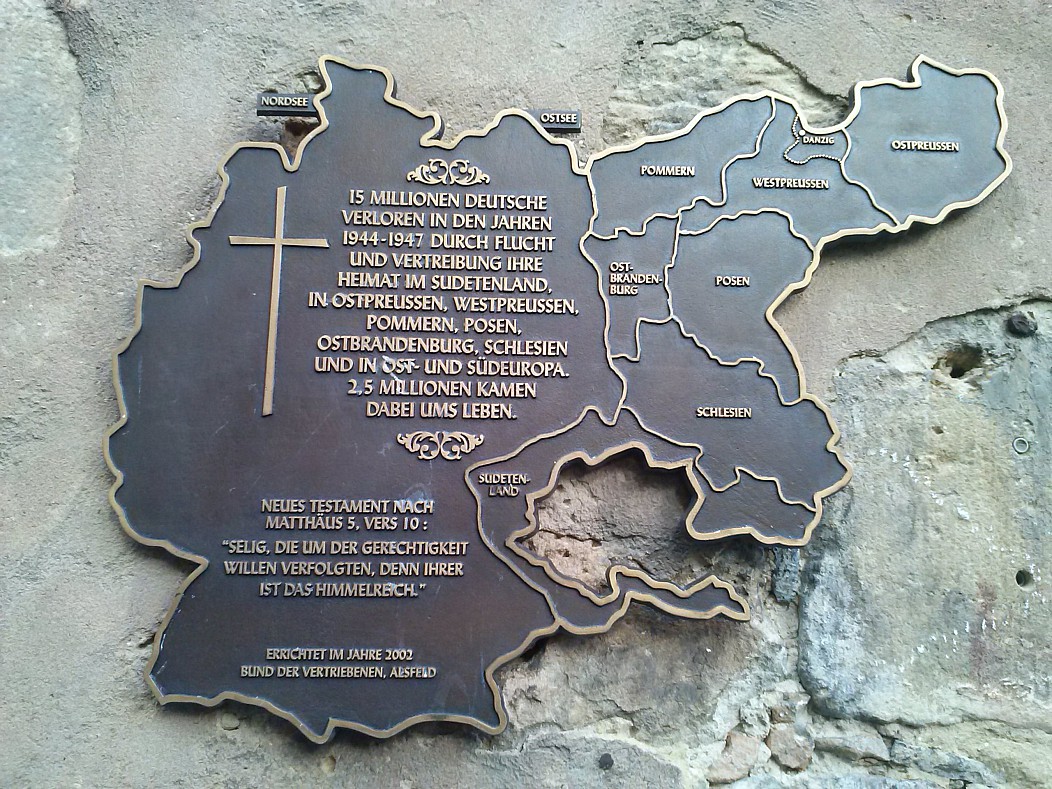 NORDSEE
OSTSEE
DANZIG
OSTPREUSSEN
POMMERN
WESTPREUSSEN
15 MILLIONEN DEUTSCHE
VERLOREN IN DEN JAHREN
1944-1947 DURCH FLUCHT
UND VERTREIBUNG IHRE
HEIMAT IM SUDETENLAND,
IN OSTPREUSSEN, WESTPREUSSEN,
POMMERN, POSEN,
OSTBRANDENBURG, SCHLESIEN
UND IN OST- UND SÜDEUROPA.
2,5 MILLIONEN KAMEN
DABEI UMS LEBEN.
OST-
BRANDEN-
BURG
POSEN
SCHLESIEN
SUDETEN-
LAND
NEUES TESTAMENT NACH
MATTHÄUS 5, VERS 10 :
"SELIG, DIE UM DER GERECHTIGKEIT
WILLEN VERFOLGTEN, DENN IHRER
IST DAS HIMMELREICH."
ERRICHTET IM JAHRE 2002
BUND DER VERTRIEBENEN, ALSFELD